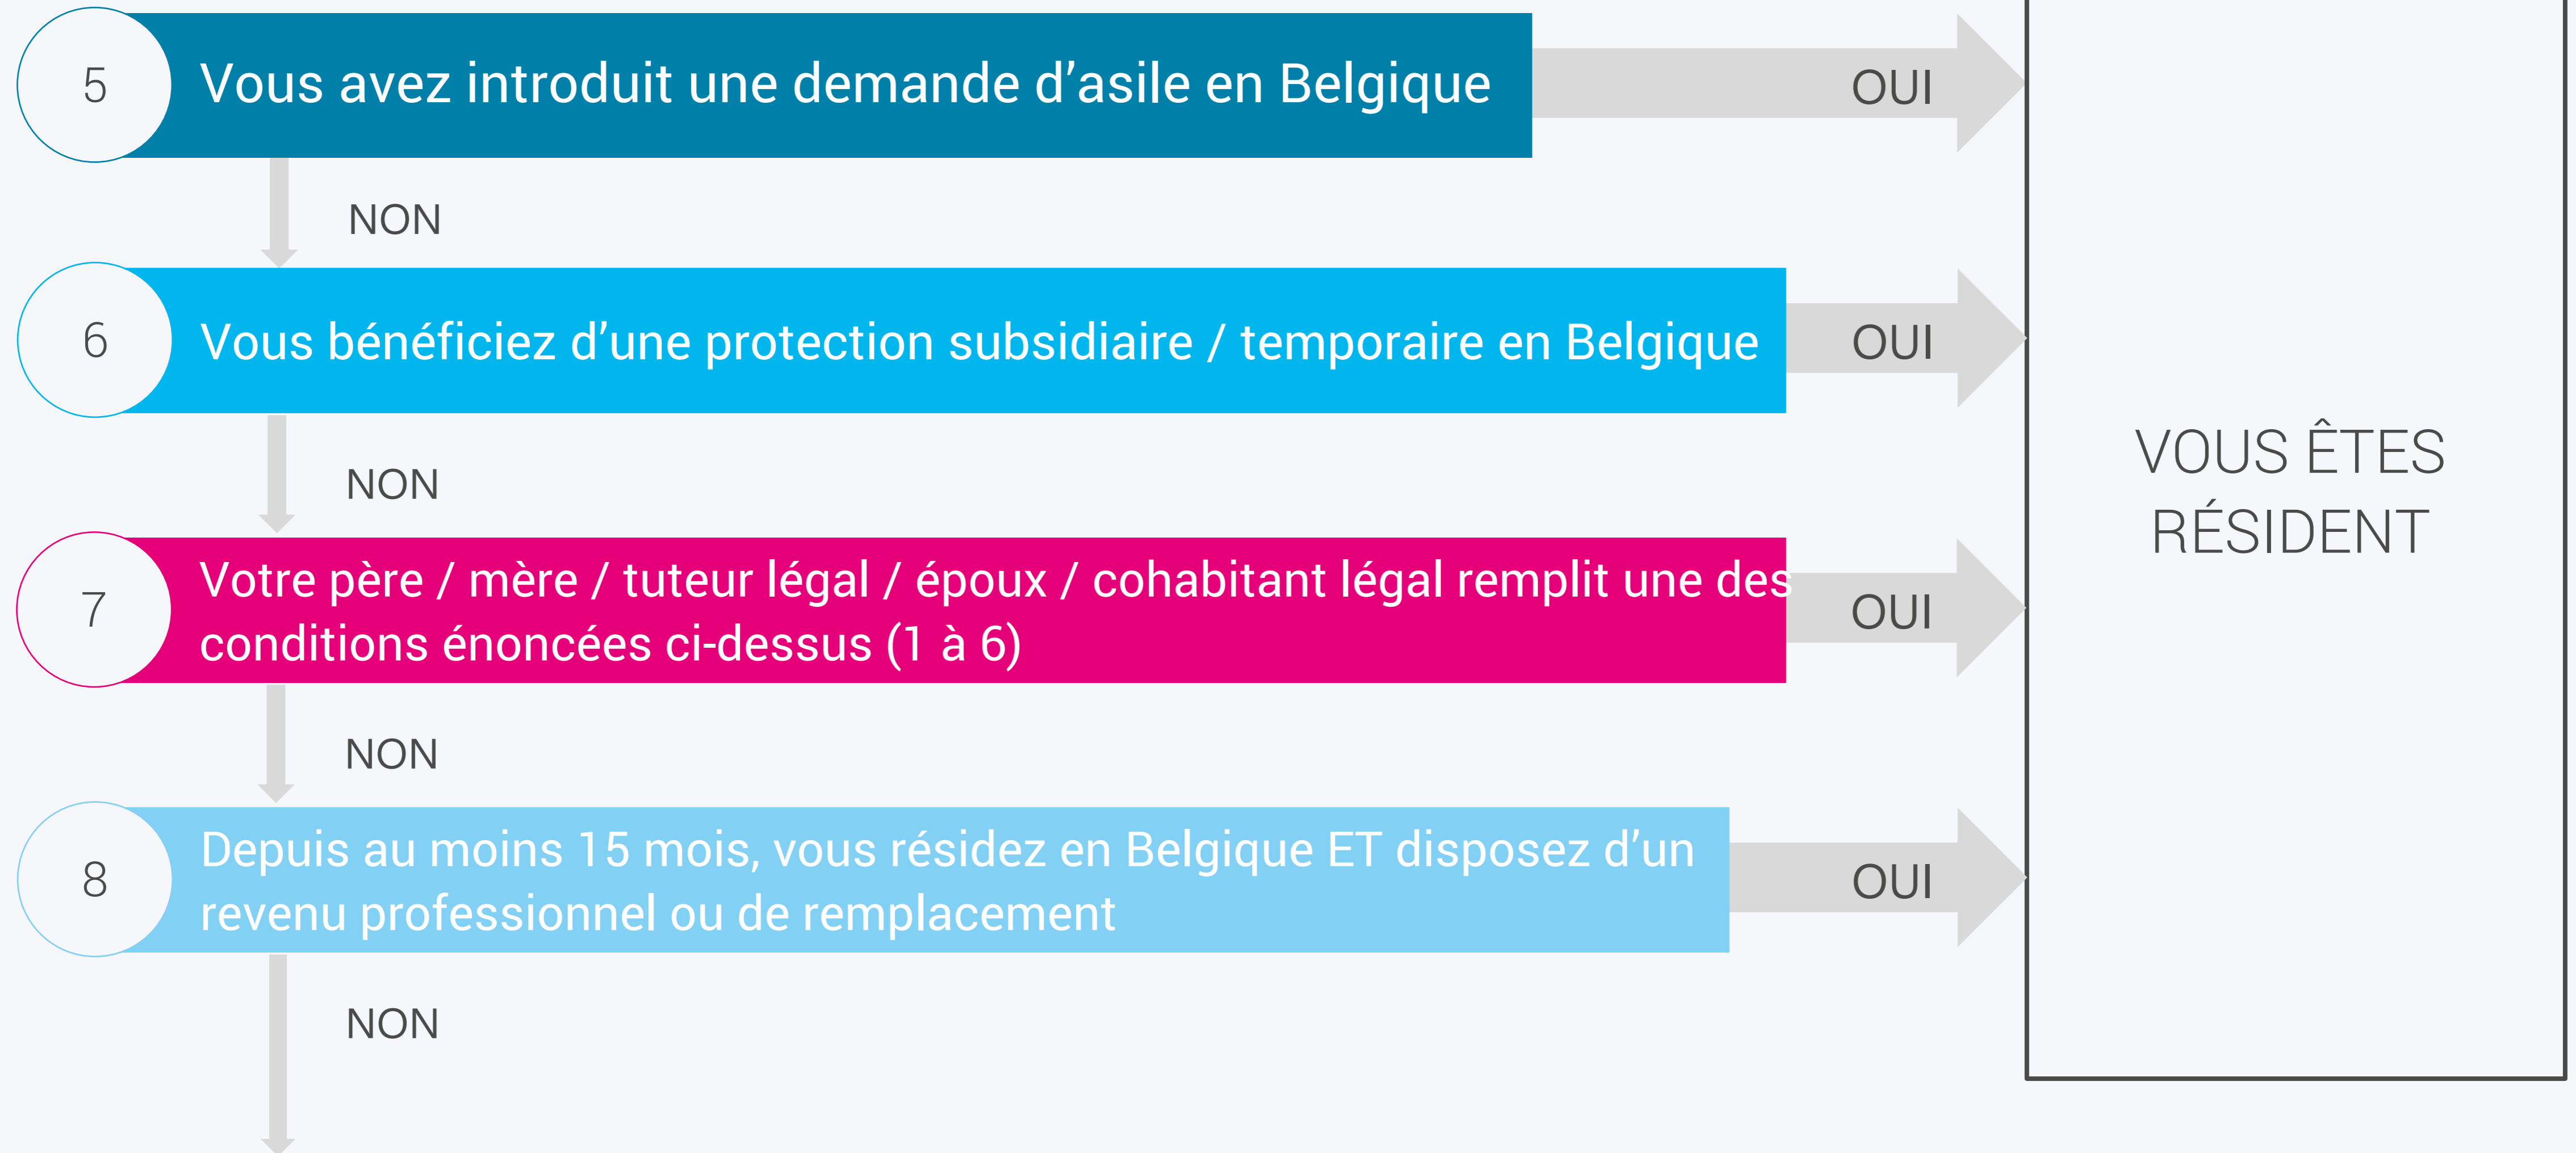 5
Vous avez introduit une demande d’asile en Belgique
OUI
NON
6
Vous bénéficiez d’une protection subsidiaire / temporaire en Belgique
OUI
NON
7
Votre père / mère / tuteur légal / époux / cohabitant légal remplit une des
conditions énoncées ci-dessus (1 à 6)
OUI
NON
8
Depuis au moins 15 mois, vous résidez en Belgique ET disposez d’un
revenu professionnel ou de remplacement
OUI
NON
VOUS ÊTES
RÉSIDENT